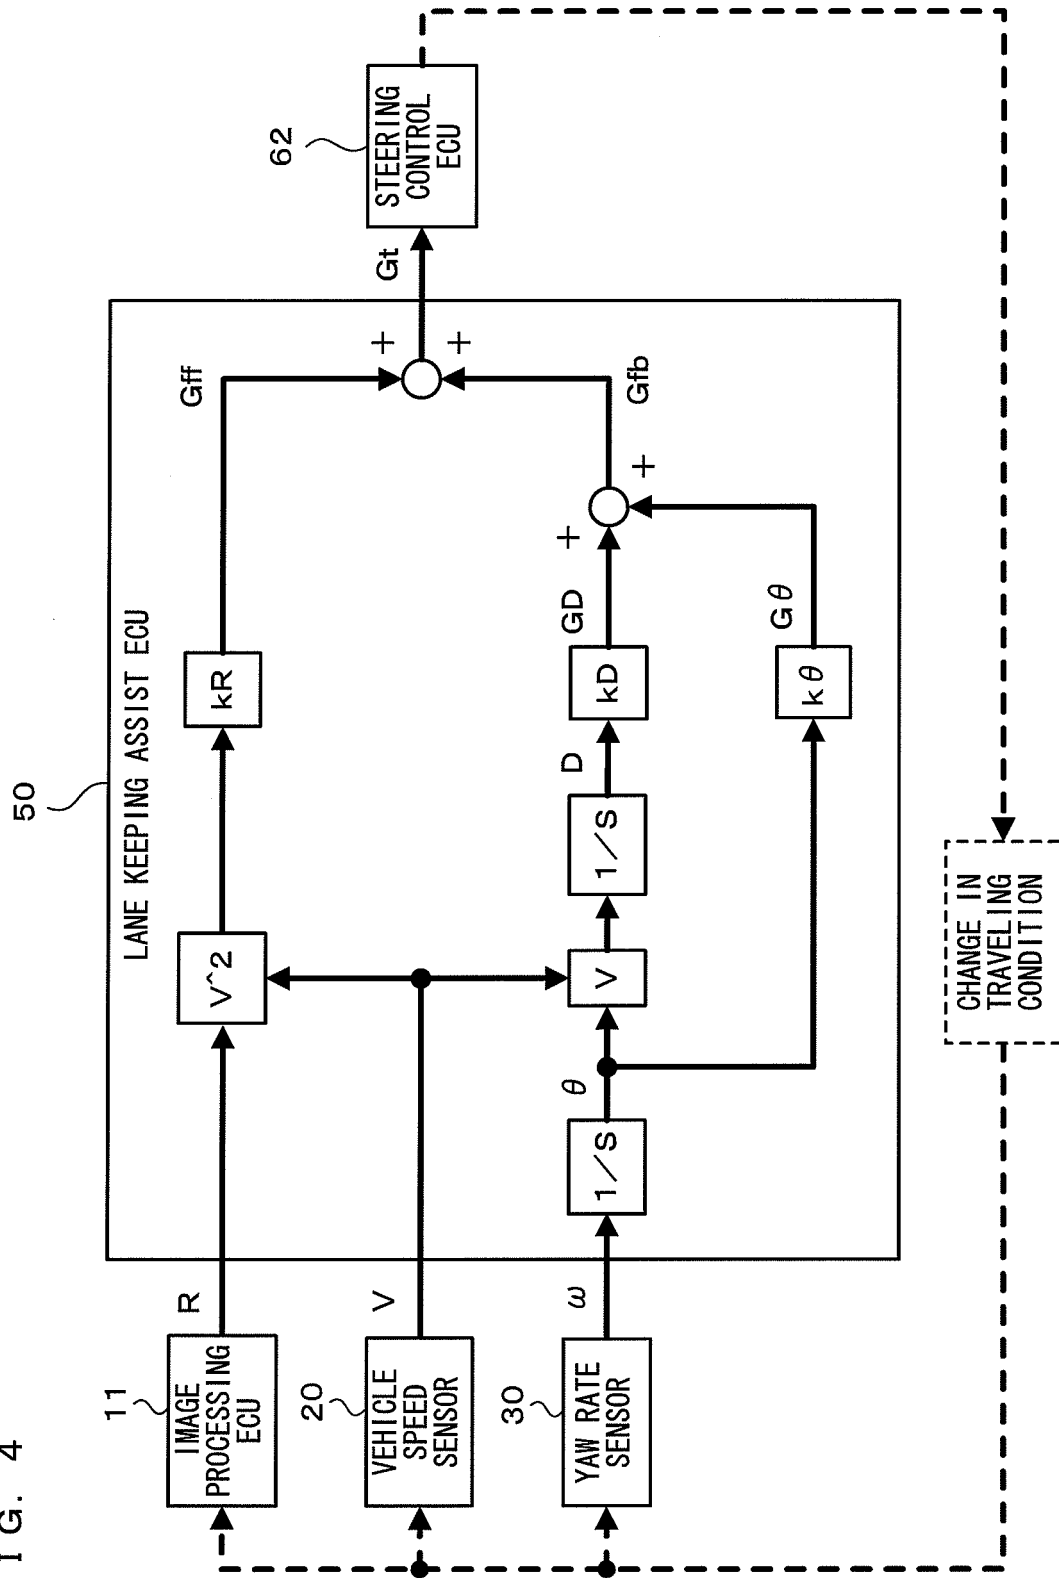 IG. 4
50
LANE KEEPING ASSIST ECU
11
IMAGE
PROCESSING
ECU
R
V^2
kR
Gff
20
VEHICLE
SPEED
SENSOR
V
30
YAW RATE
SENSOR
ω
1/S
θ
V
1/S
D
kD
GD
+
kθ
Gθ
+
Gfb
+
+
Gt
62
STEERING
CONTROL
ECU
CHANGE IN
TRAVELING
CONDITION